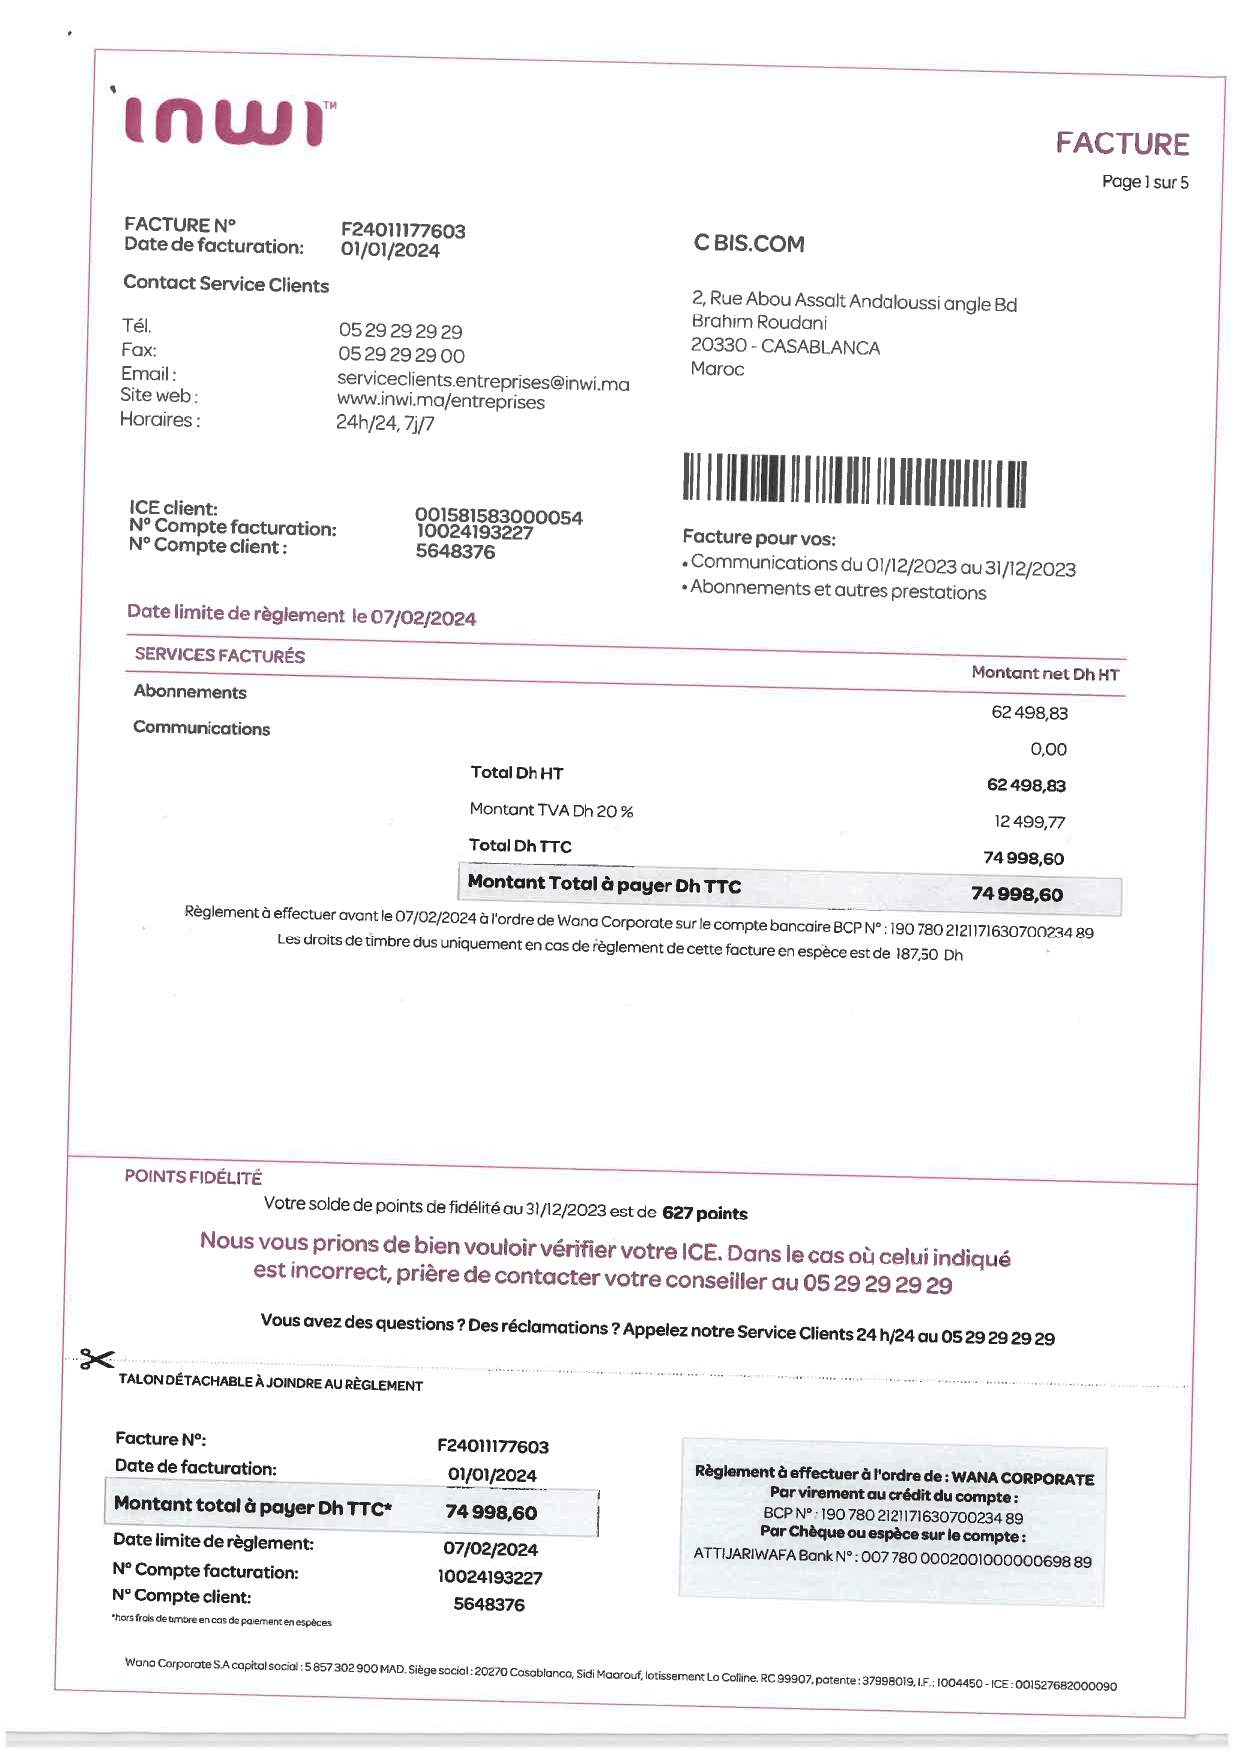 inwi™
FACTURE
Page 1 sur 5
FACTURE N° F24011177603
Date de facturation: 01/01/2024
C BIS.COM
Contact Service Clients
2, Rue Abou Assalt Andaloussi angle Bd
Brahim Roudani
20330 - CASABLANCA
Maroc
Tél. 05 29 29 29 29
Fax: 05 29 29 29 00
Email : serviceclients.entreprises@inwi.ma
Site web : www.inwi.ma/entreprises
Horaires : 24h/24, 7j/7
ICE client: 001581583000054
N° Compte facturation: 10024193227
N° Compte client : 5648376
Facture pour vos:
• Communications du 01/12/2023 au 31/12/2023
• Abonnements et autres prestations
Date limite de règlement le 07/02/2024
SERVICES FACTURÉS Montant net Dh HT
Abonnements 62 498,83
Communications 0,00
Total Dh HT 62 498,83
Montant TVA Dh 20 % 12 499,77
Total Dh TTC 74 998,60
Montant Total à payer Dh TTC 74 998,60
Règlement à effectuer avant le 07/02/2024 à l'ordre de Wana Corporate sur le compte bancaire BCP N° : 190 780 2121171630700234 89
Les droits de timbre dus uniquement en cas de règlement de cette facture en espèce est de 187,50 Dh
POINTS FIDÉLITÉ
Votre solde de points de fidélité au 31/12/2023 est de 627 points
Nous vous prions de bien vouloir vérifier votre ICE. Dans le cas où celui indiqué
est incorrect, prière de contacter votre conseiller au 05 29 29 29 29
Vous avez des questions ? Des réclamations ? Appelez notre Service Clients 24 h/24 au 05 29 29 29 29
TALON DÉTACHABLE À JOINDRE AU RÈGLEMENT
Facture N°: F24011177603
Date de facturation: 01/01/2024
Montant total à payer Dh TTC* 74 998,60
Date limite de règlement: 07/02/2024
N° Compte facturation: 10024193227
N° Compte client: 5648376
*hors frais de timbre en cas de paiement en espèces
Règlement à effectuer à l'ordre de : WANA CORPORATE
Par virement au crédit du compte :
BCP N° : 190 780 2121171630700234 89
Par Chèque ou espèce sur le compte :
ATTIJARIWAFA Bank N° : 007 780 0002001000000698 89
Wana Corporate S.A capital social : 5 857 302 900 MAD. Siège social : 20270 Casablanca, Sidi Maarouf, lotissement La Colline. RC 99907, patente : 37998019, I.F. : 1004450 - ICE : 001527682000090